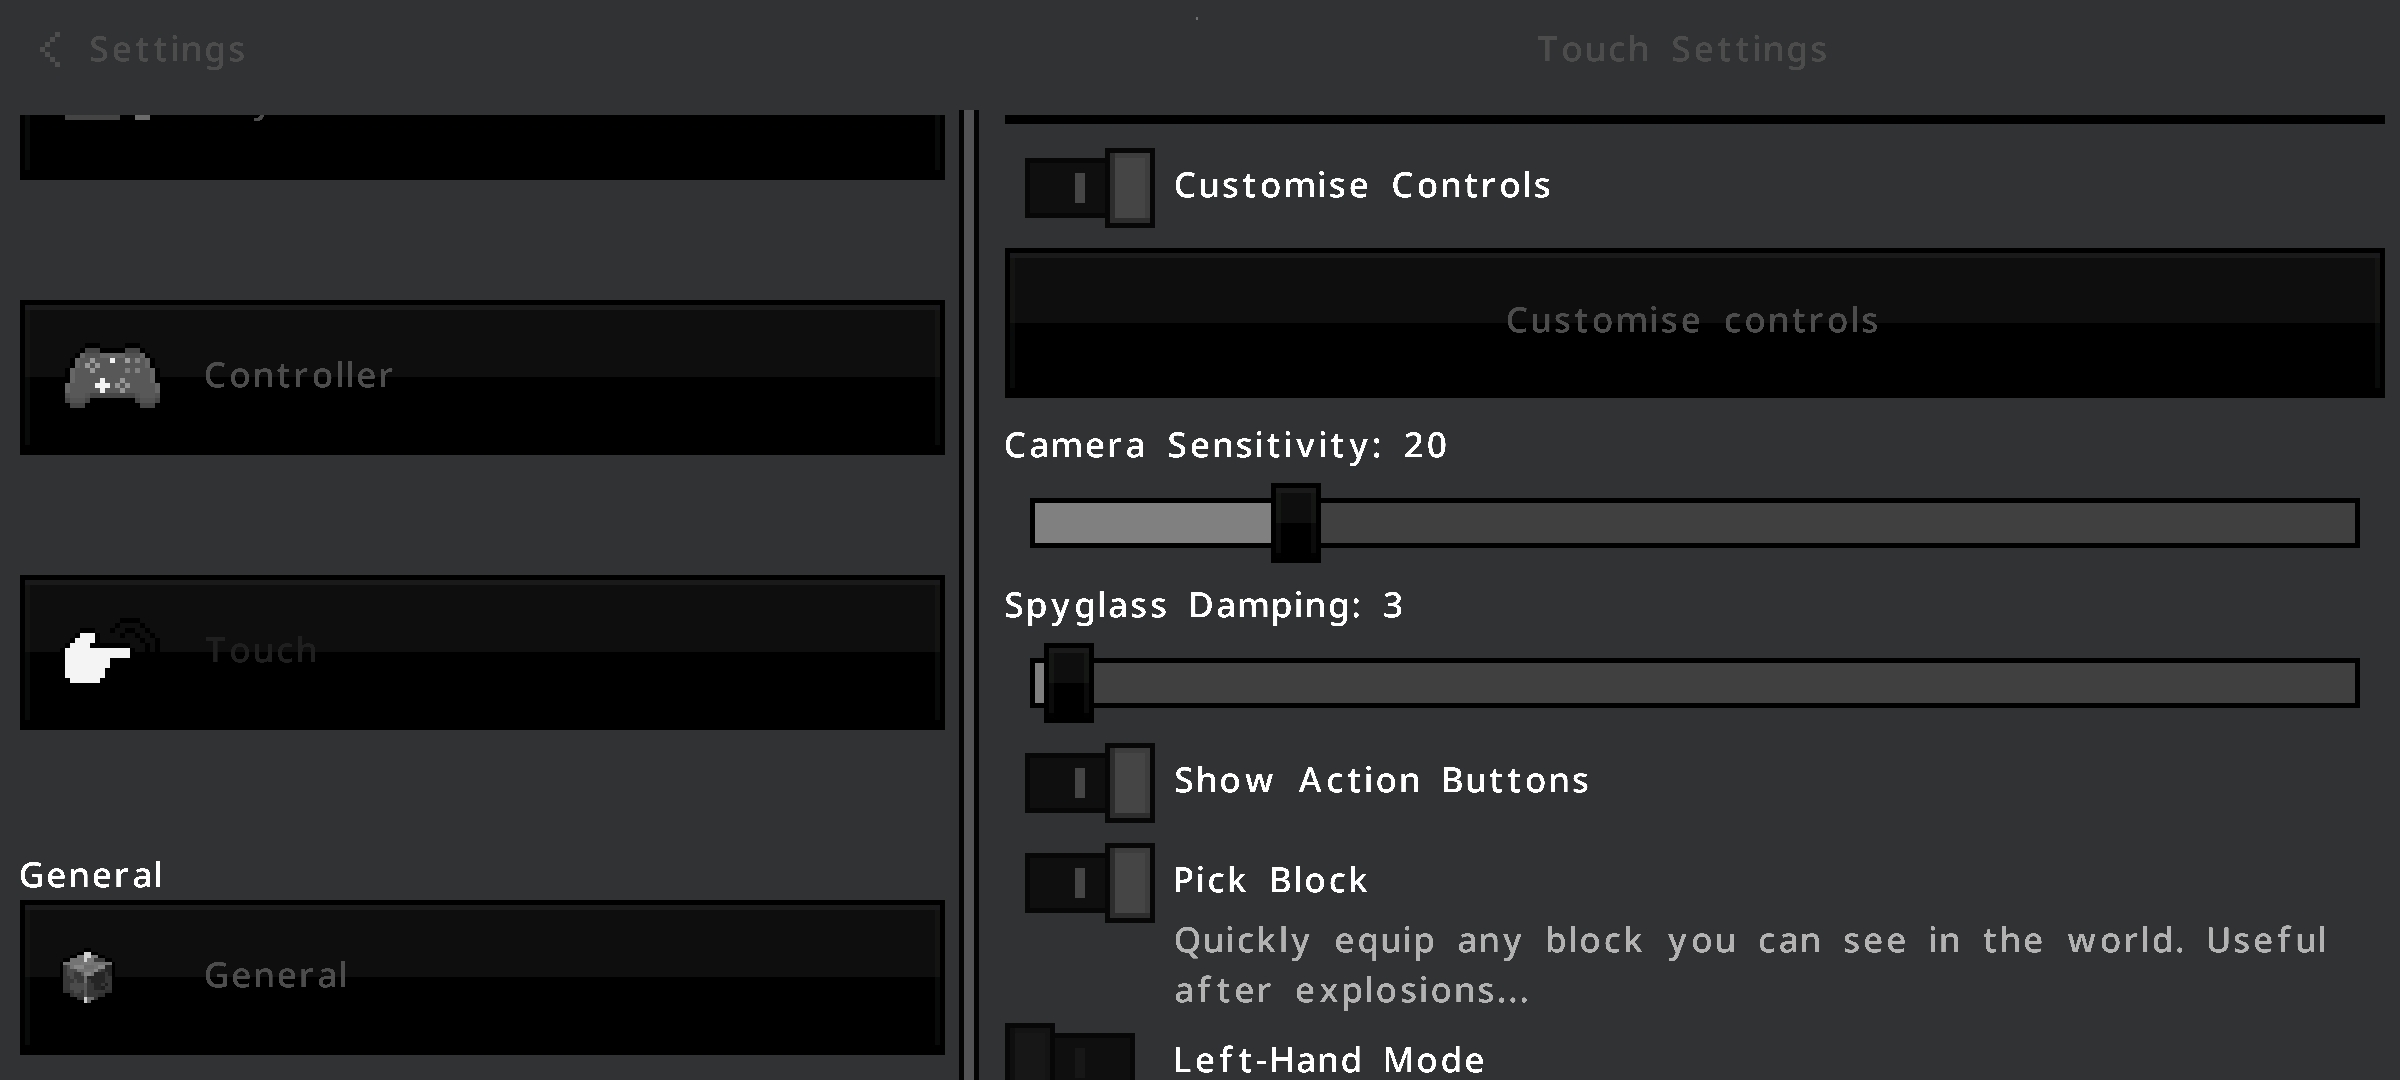 Settings
Touch Settings
Controller
Touch
General
General
Customise Controls
Customise controls
Camera Sensitivity: 20
Spyglass Damping: 3
Show Action Buttons
Pick Block
Quickly equip any block you can see in the world. Useful
after explosions...
Left-Hand Mode